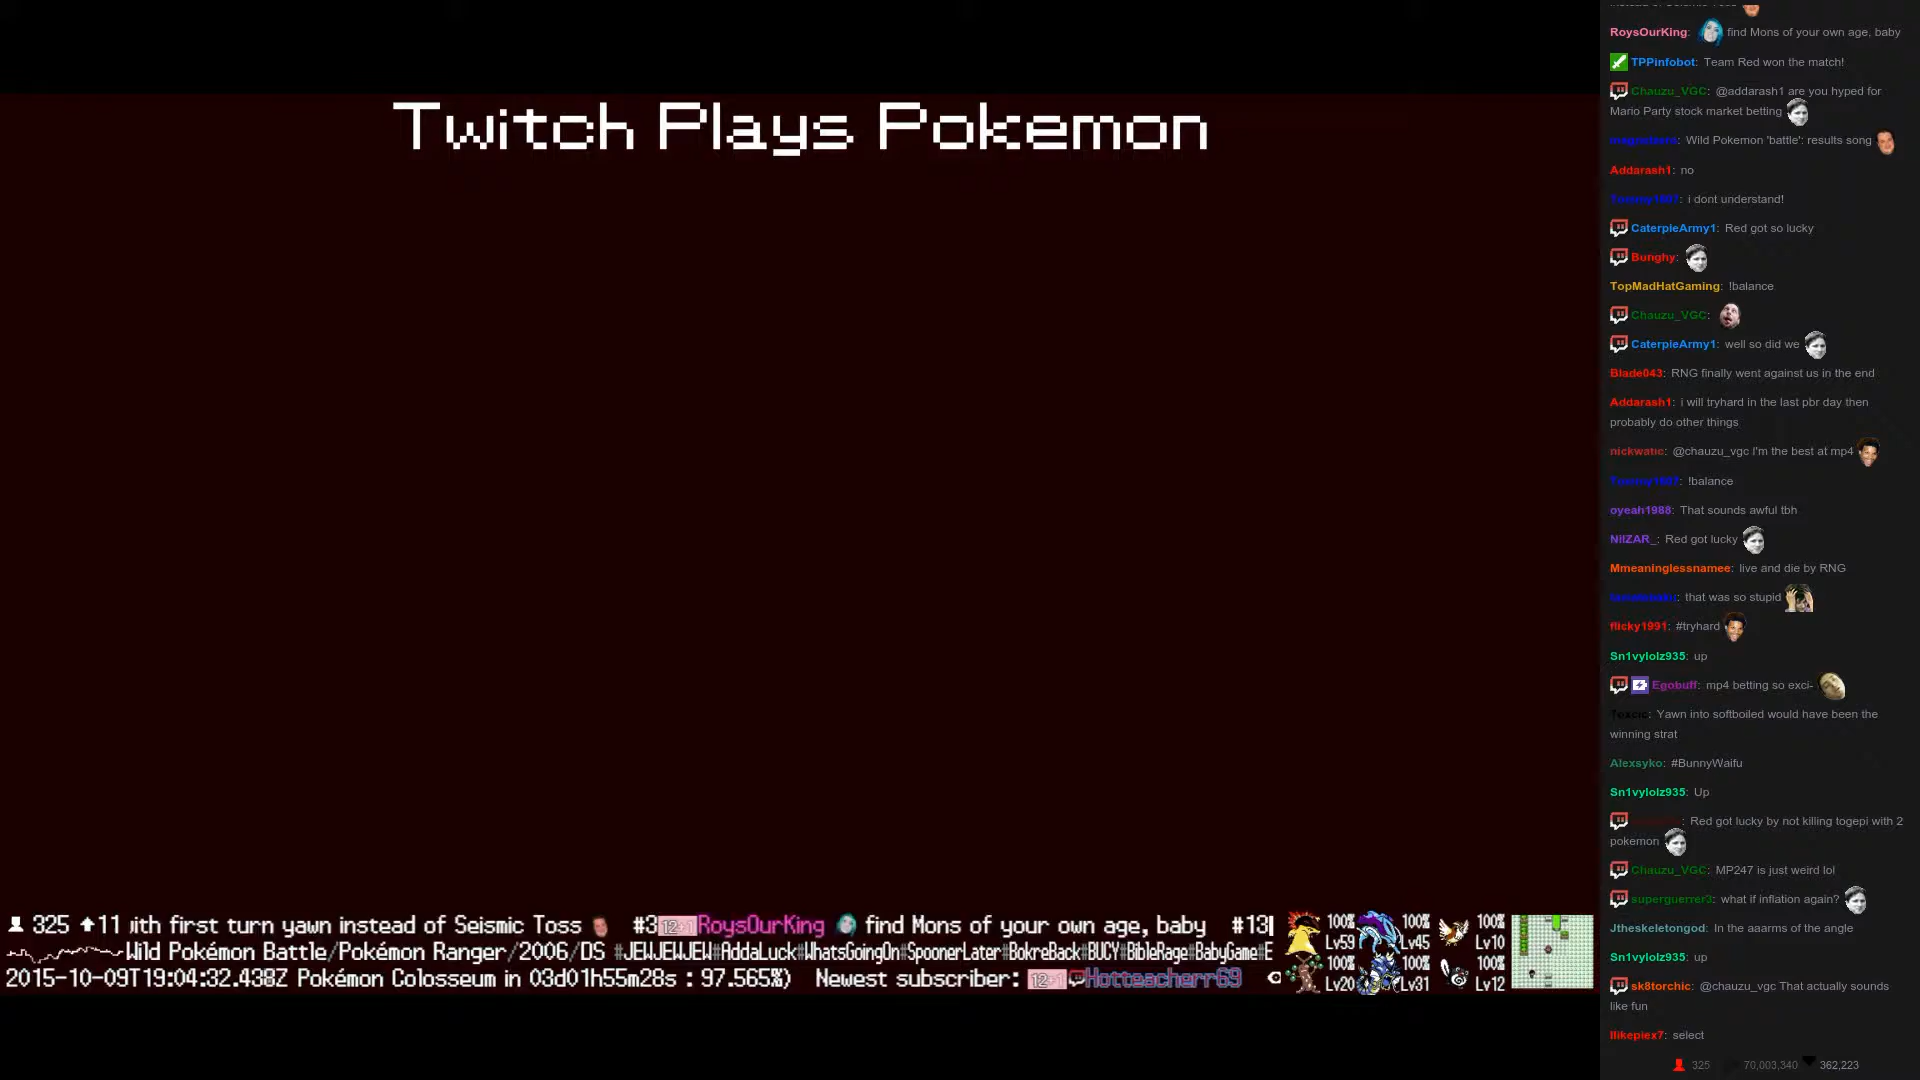 Twitch Plays Pokemon
325 11 ith first turn yawn instead of Seismic Toss #3 12+1 RoysOurKing find Mons of your own age, baby #13
Wild Pokémon Battle/Pokémon Ranger/2006/DS #JEWJEWJEW#AddaLuck#WhatsGoingOn#SpoonerLater#BokreBack#BUCY#BibleRage#BabyGame#E
2015-10-09T19:04:32.438Z Pokémon Colosseum in 03d01h55m28s : 97.565%) Newest subscriber: 12+1 Hotteacherr69
100% 100% 100%
Lv59 Lv45 Lv10
100% 100% 100%
Lv20 Lv31 Lv12
RoysOurKing: find Mons of your own age, baby
TPPinfobot: Team Red won the match!
Chauzu_VGC: @addarash1 are you hyped for
Mario Party stock market betting
Wild Pokemon 'battle': results song
Addarash1: no
i dont understand!
CaterpieArmy1: Red got so lucky
Bunghy:
TopMadHatGaming: !balance
Chauzu_VGC:
CaterpieArmy1: well so did we
Blade043: RNG finally went against us in the end
Addarash1: i will tryhard in the last pbr day then
probably do other things
nickwatic: @chauzu_vgc I'm the best at mp4
!balance
oyeah1988: That sounds awful tbh
NilZAR_: Red got lucky
Mmeaninglessnamee: live and die by RNG
that was so stupid
flicky1991: #tryhard
Sn1vylolz935: up
Egobuff: mp4 betting so exci-
Toxcic: Yawn into softboiled would have been the
winning strat
Alexsyko: #BunnyWaifu
Sn1vylolz935: Up
: Red got lucky by not killing togepi with 2
pokemon
Chauzu_VGC: MP247 is just weird lol
superguerrer3: what if inflation again?
Jtheskeletongod: In the aaarms of the angle
Sn1vylolz935: up
sk8torchic: @chauzu_vgc That actually sounds
like fun
Ilikepiex7: select
325 70,003,340 362,223